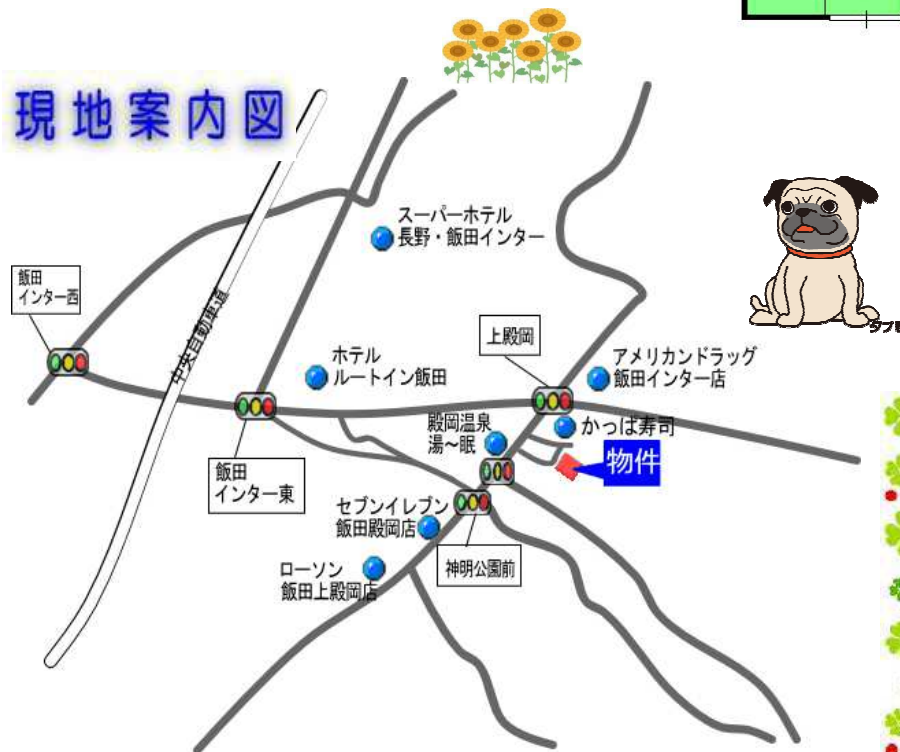 現地案内図
スーパーホテル
長野・飯田インター
飯田
インター西
中央自動車道
上殿岡
ホテル
ルートイン飯田
アメリカンドラッグ
飯田インター店
殿岡温泉
湯〜眠
かっぱ寿司
物件
飯田
インター東
セブンイレブン
飯田殿岡店
神明公園前
ローソン
飯田上殿岡店